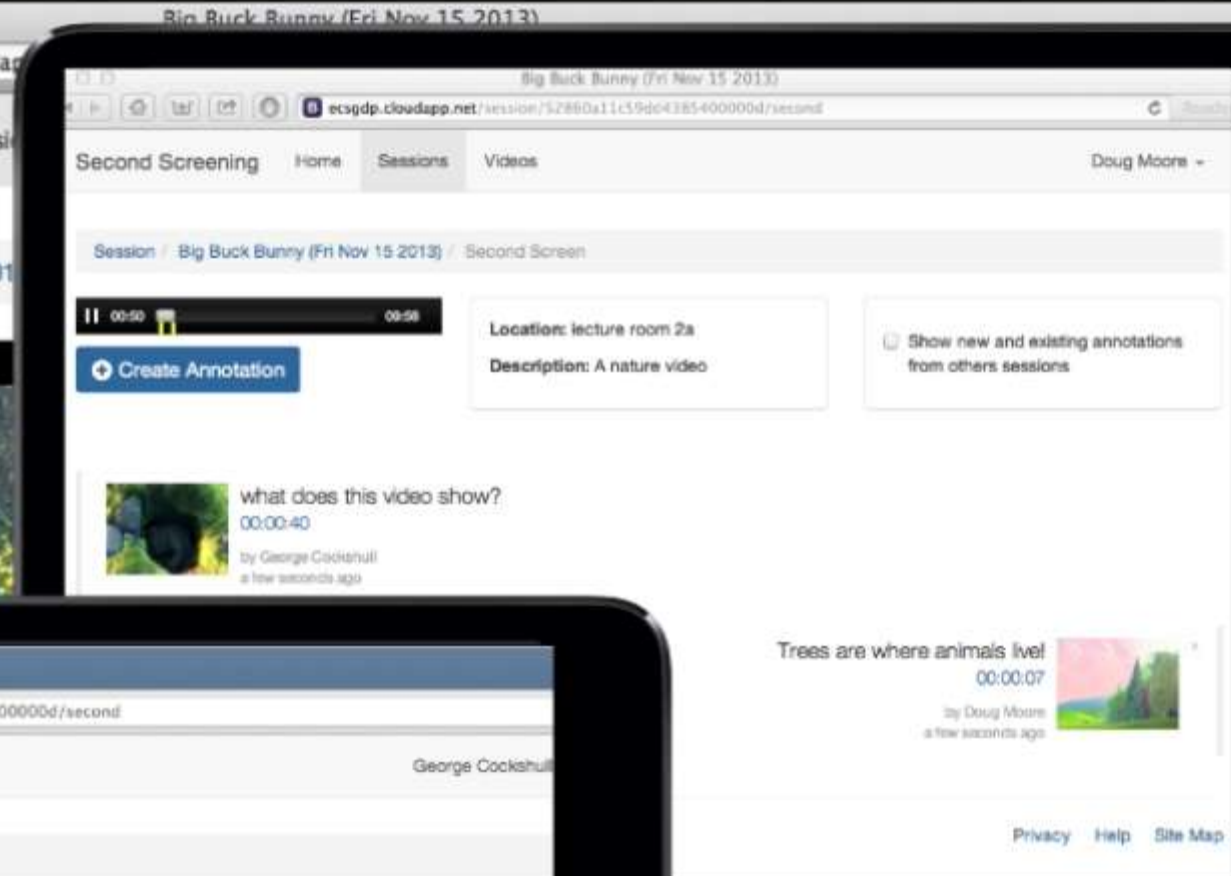 Big Buck Bunny (Fri Nov 15 2013)
Big Buck Bunny (Fri Nov 15 2013)
ecsgdp.cloudapp.net/session/52860a11c59dc4385400000d/second
Second Screening Home Sessions Videos Doug Moore
Session / Big Buck Bunny (Fri Nov 15 2013) / Second Screen
00:50 09:56
Create Annotation
Location: lecture room 2a
Description: A nature video
Show new and existing annotations
from others sessions
what does this video show?
00:00:40
by George Cockshull
a few seconds ago
Trees are where animals live!
00:00:07
by Doug Moore
a few seconds ago
00000d/second
George Cockshull
Privacy Help Site Map